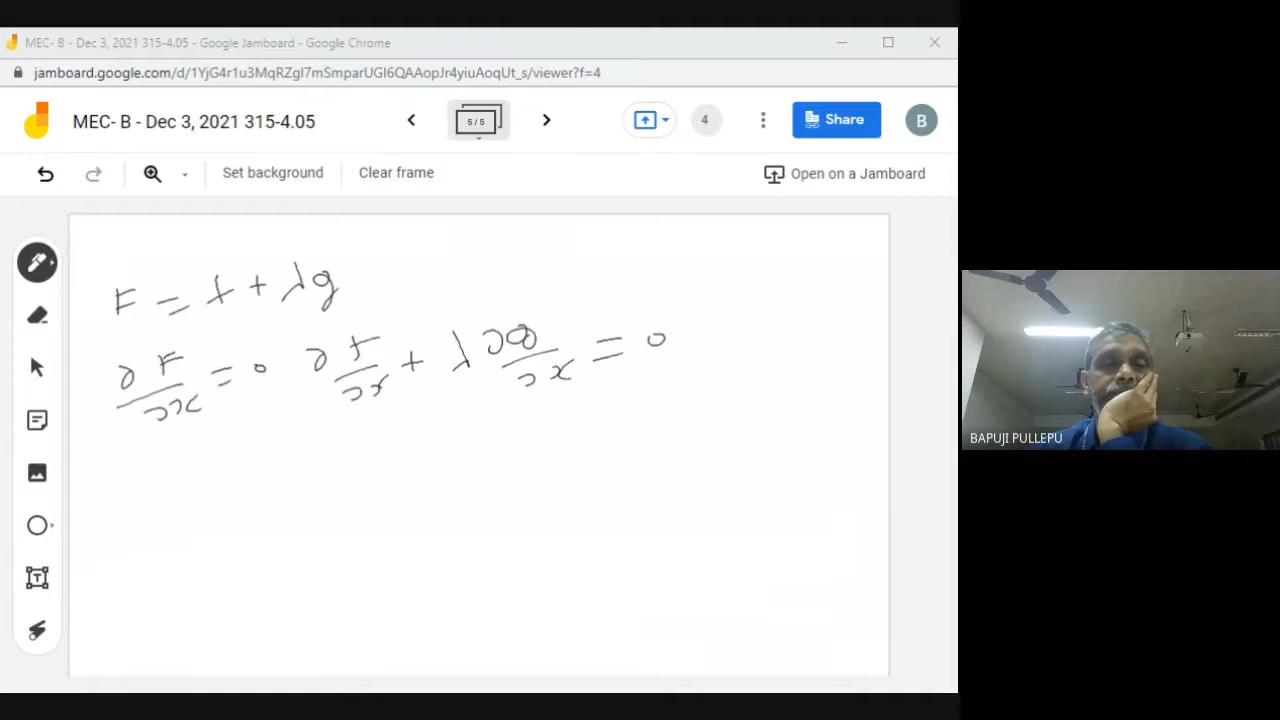 MEC- B - Dec 3, 2021 315-4.05 - Google Jamboard - Google Chrome
jamboard.google.com/d/1YjG4r1u3MqRZgI7mSmparUGI6QAAopJr4yiuAoqUt_s/viewer?f=4
MEC- B - Dec 3, 2021 315-4.05
5 / 5
4
Share
B
Set background
Clear frame
Open on a Jamboard
F = f + λg
∂F/∂x = 0 ∂f/∂x + λ ∂g/∂x = 0
T
BAPUJI PULLEPU